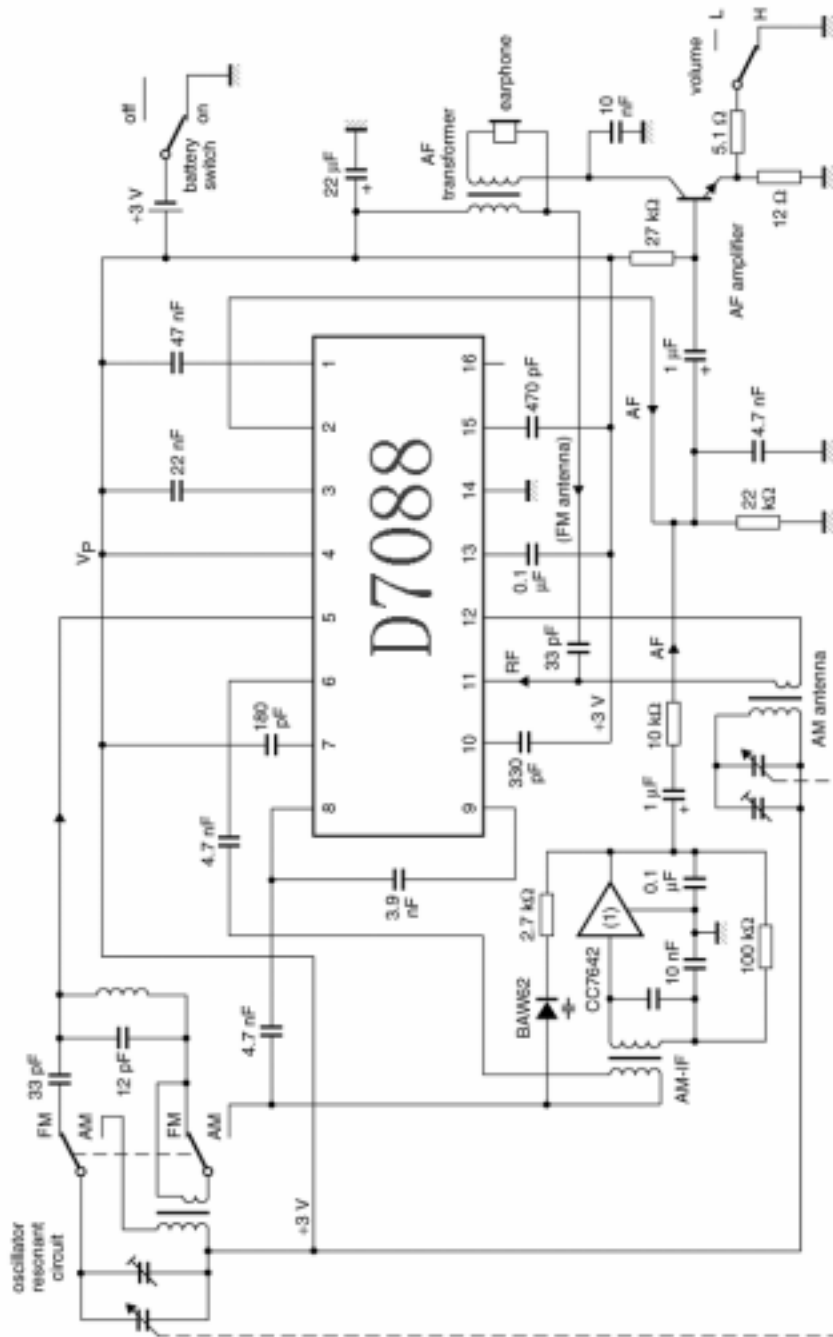 oscillator
resonant
circuit
FM
33 pF
AM
12 pF
FM
AM
+3 V
4.7 nF
4.7 nF
3.9
nF
180
pF
VP
22 nF
47 nF
+3 V
battery
switch
off
on
22 µF
+
8
7
6
5
4
3
2
1
D7088
9
10
11
12
13
14
15
16
330
pF
+3 V
RF
33 pF
0.1
µF
(FM antenna)
470 pF
AF
transformer
earphone
10
nF
27 kΩ
AF amplifier
5.1 Ω
12 Ω
volume
L
H
AF
1 µF
+
4.7 nF
22
kΩ
AF
10 kΩ
1 µF
+
2.7 kΩ
BAW62
(1)
CC7642
0.1
µF
10 nF
100 kΩ
AM-IF
AM antenna